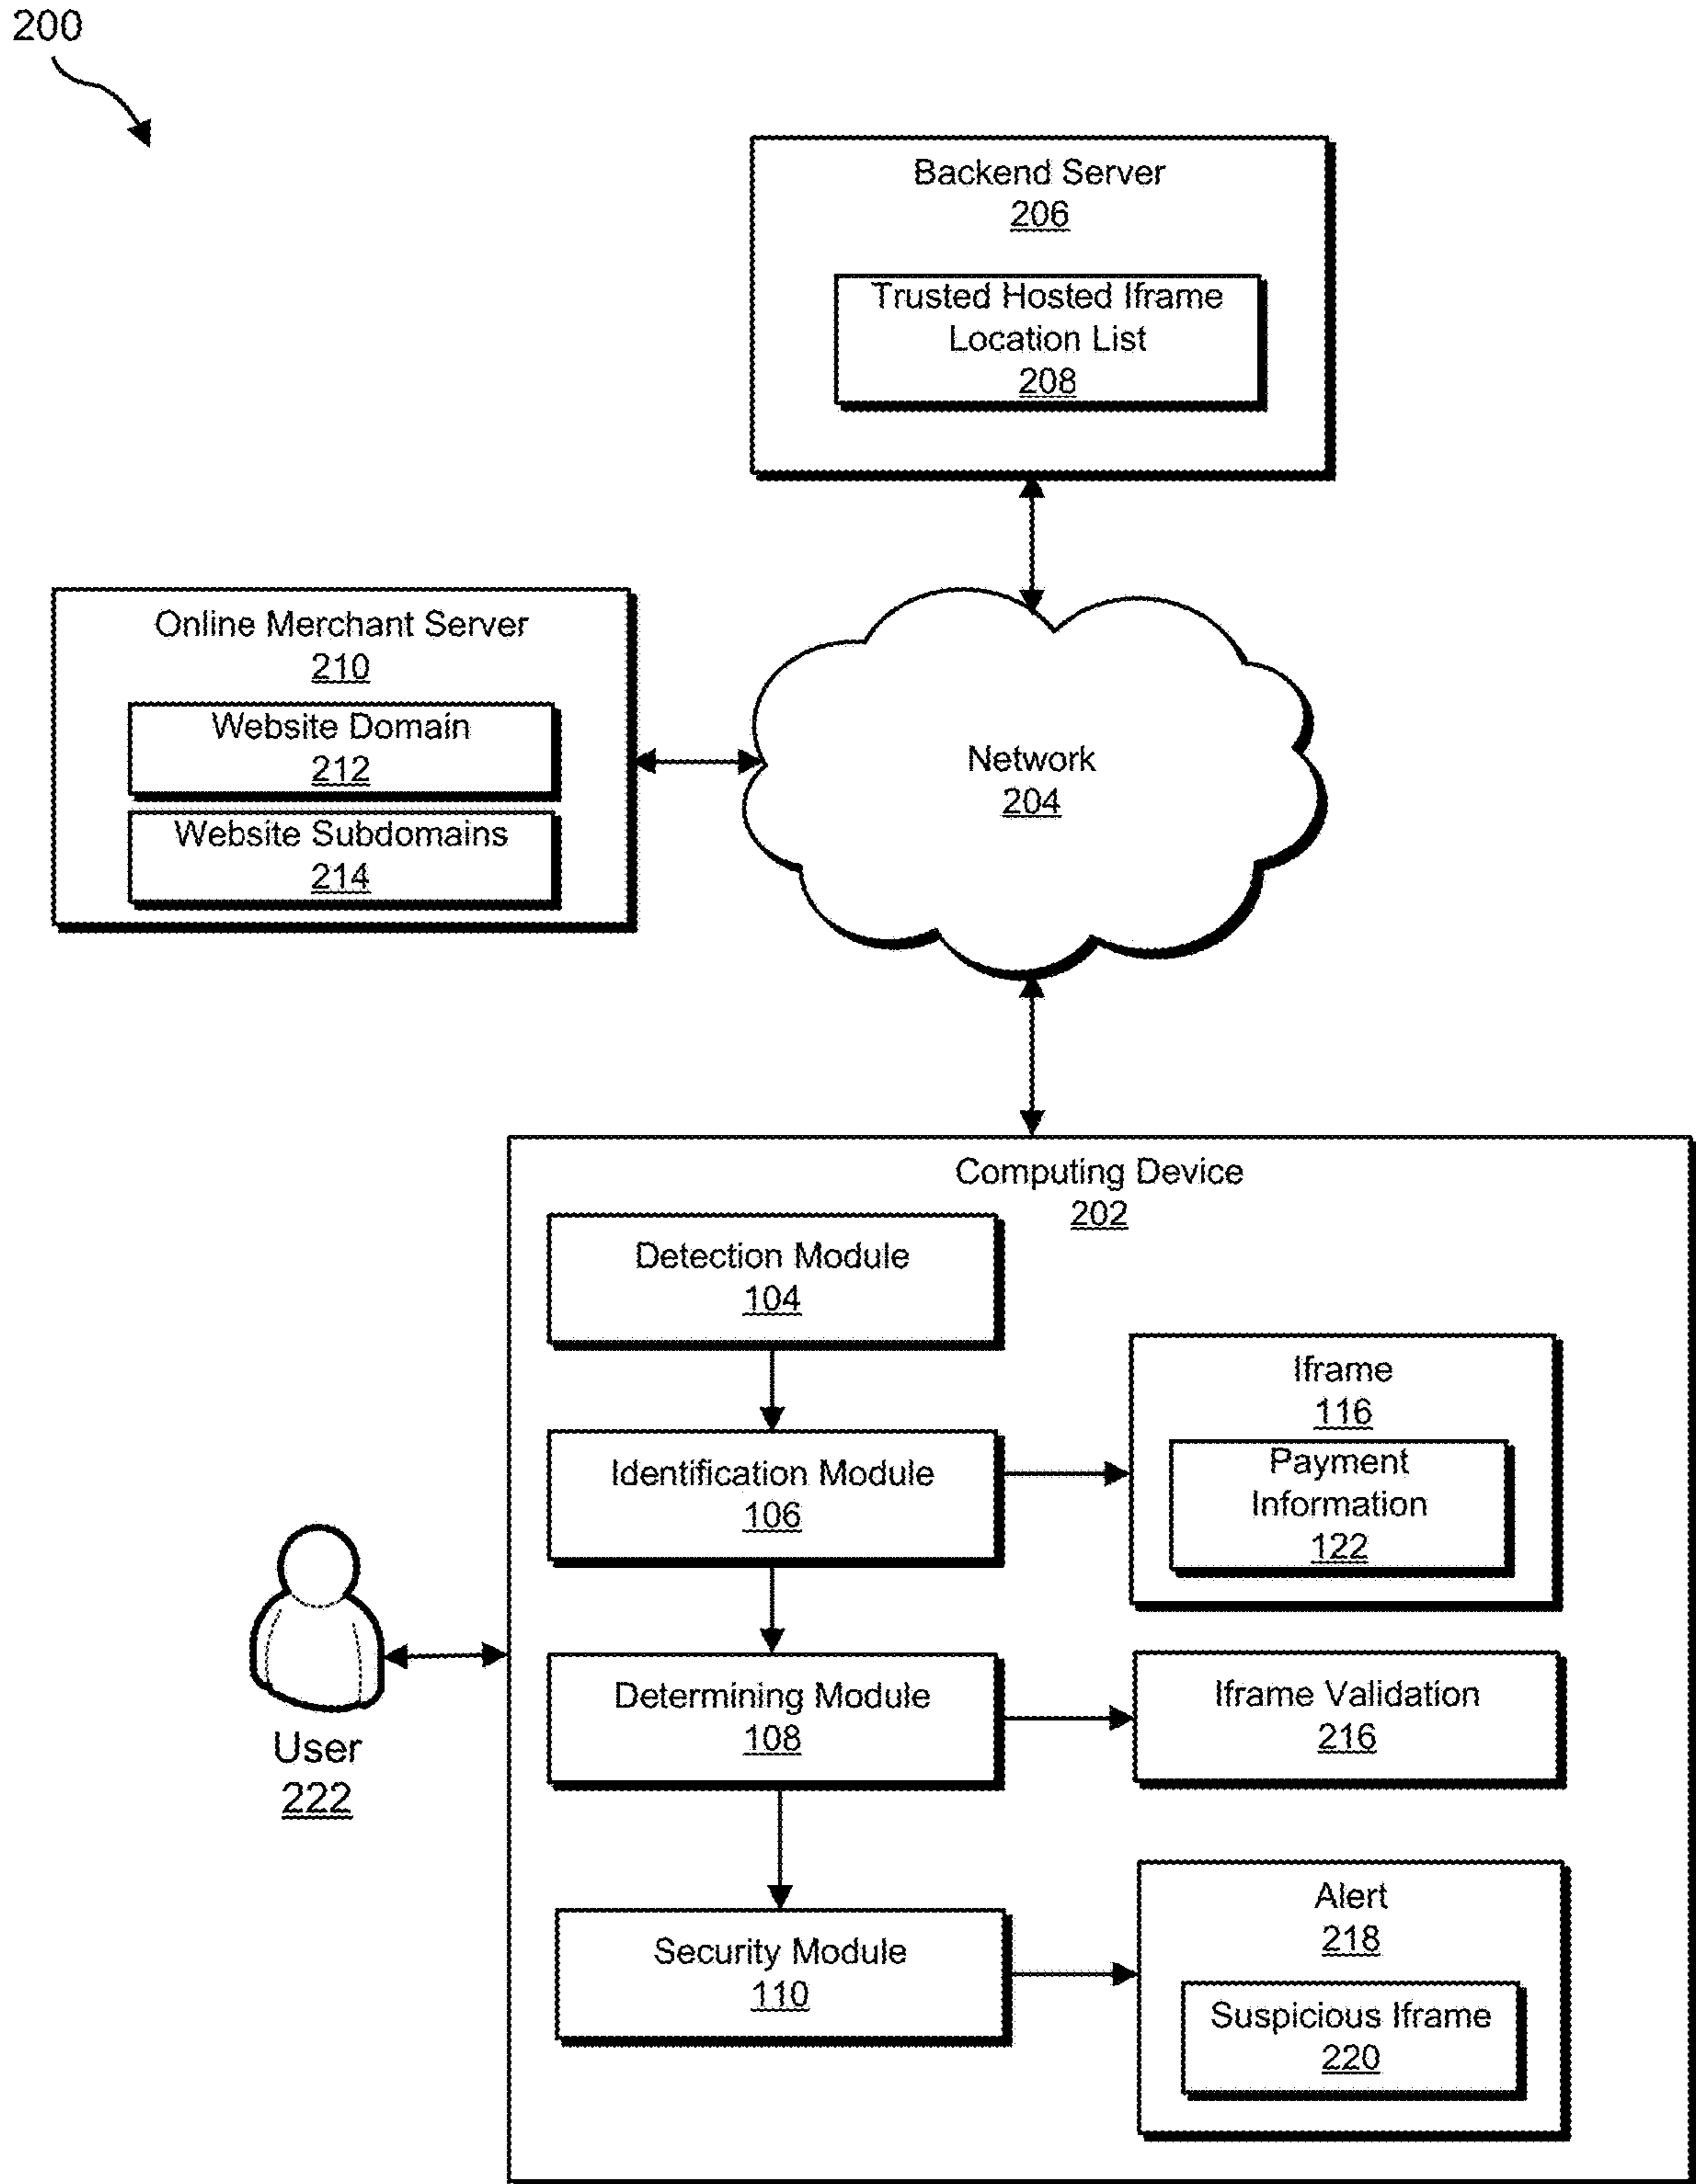 200
Backend Server
206
Trusted Hosted Iframe
Location List
208
Online Merchant Server
210
Website Domain
212
Website Subdomains
214
Network
204
Computing Device
202
Detection Module
104
Identification Module
106
Iframe
116
Payment
Information
122
Determining Module
108
Iframe Validation
216
User
222
Security Module
110
Alert
218
Suspicious Iframe
220